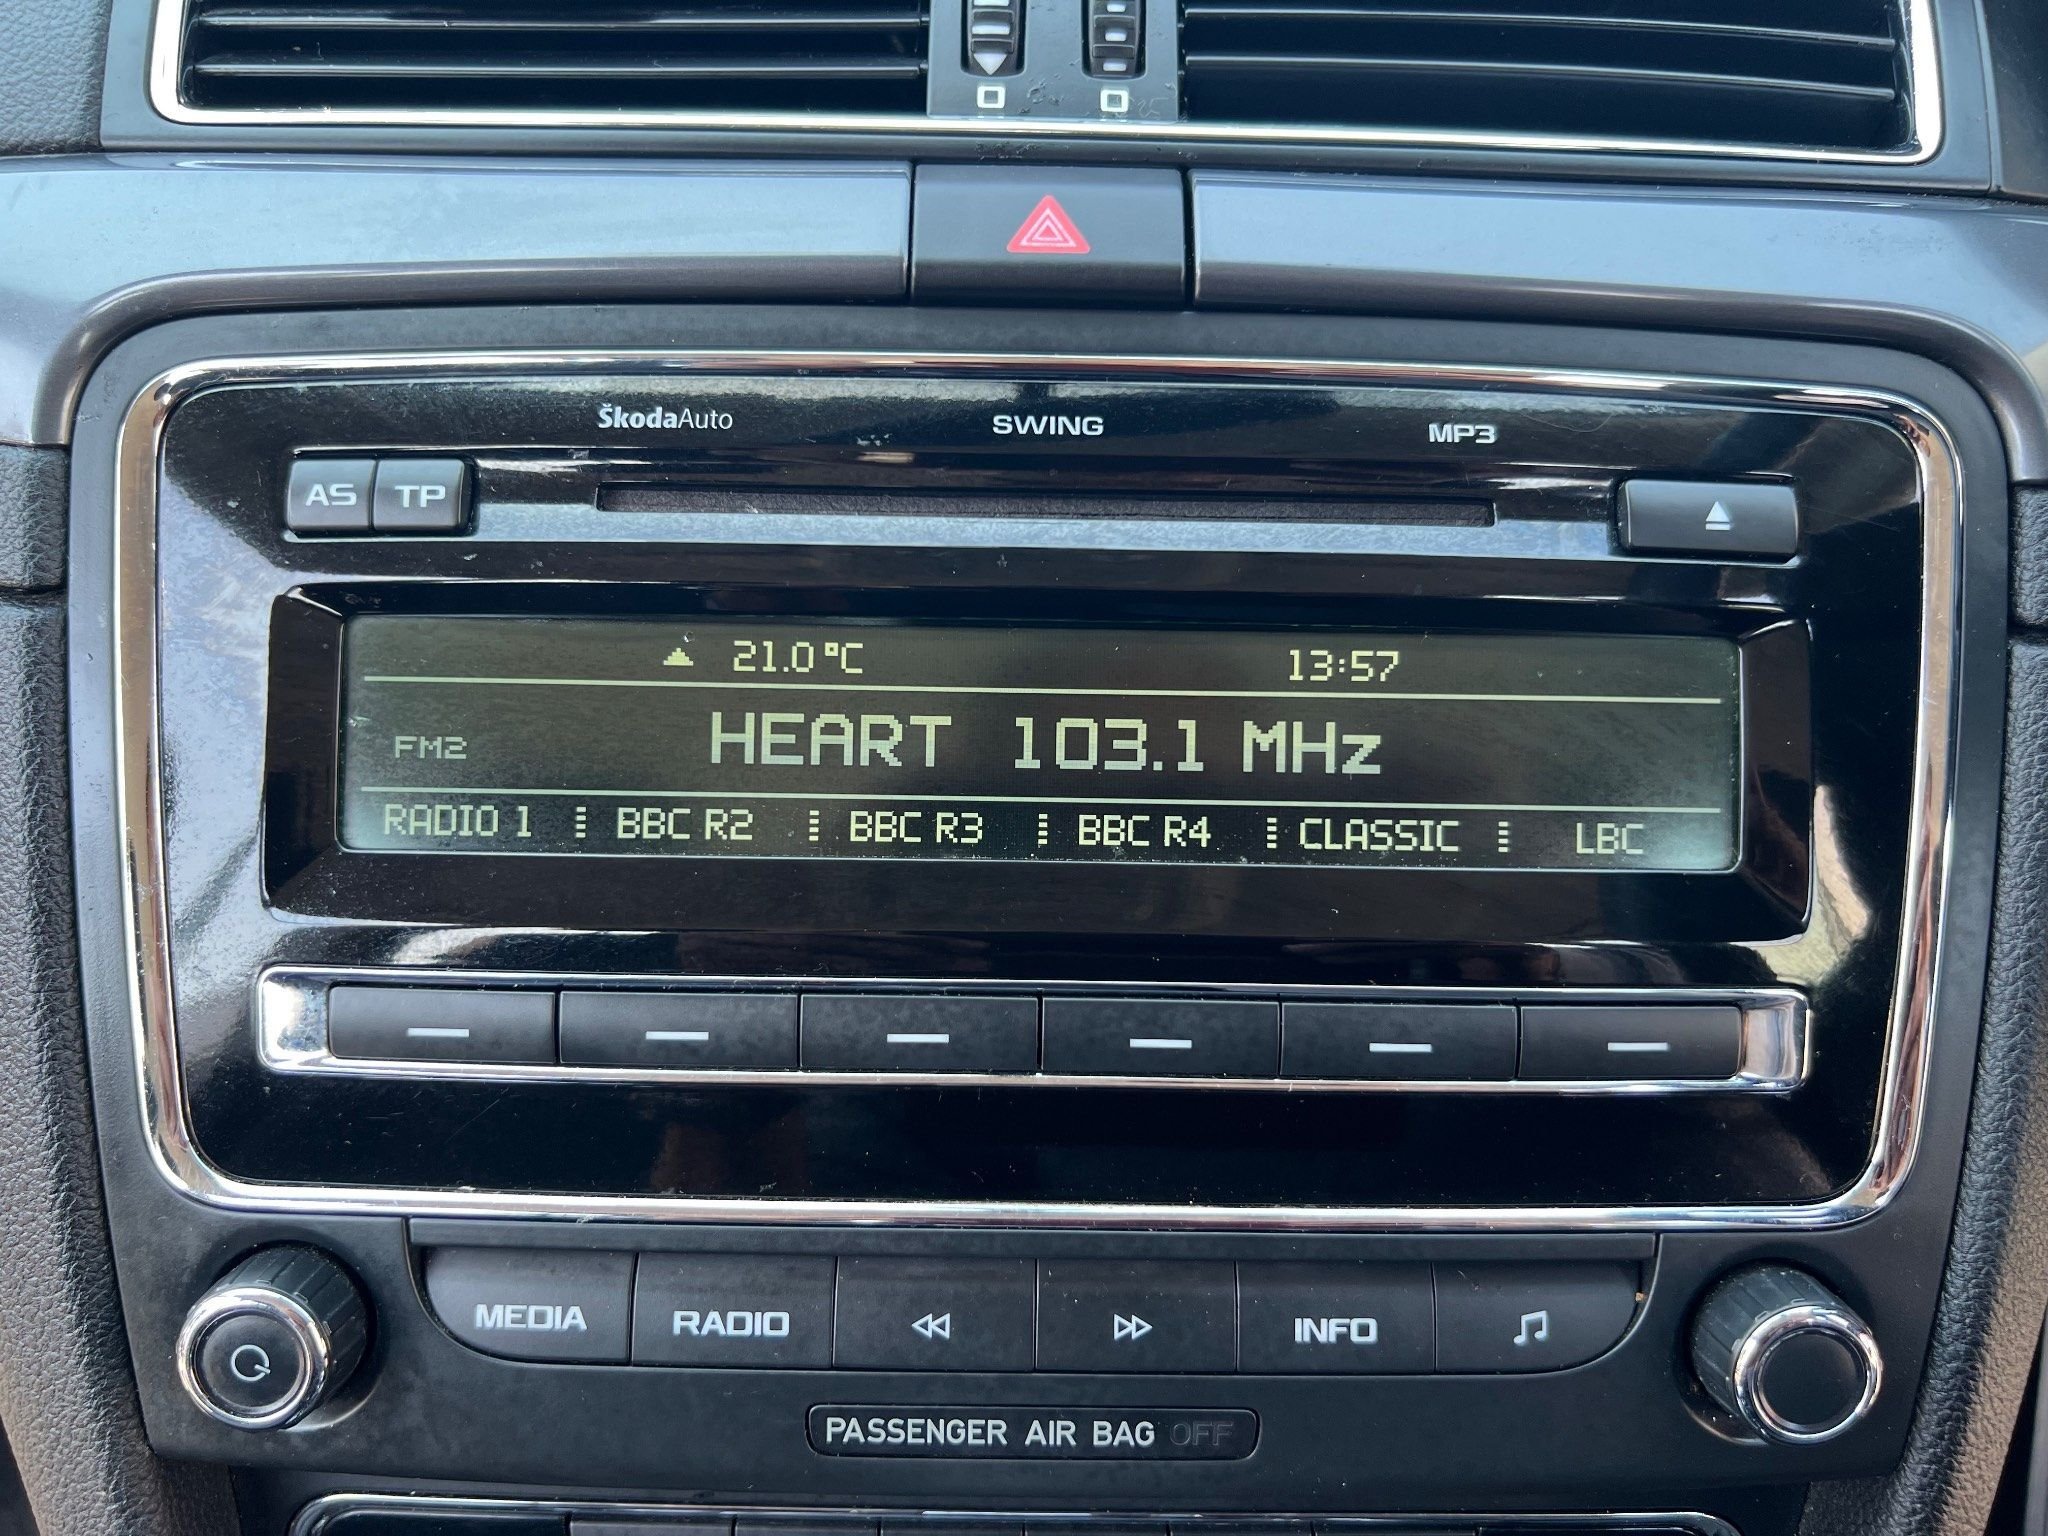 ŠkodaAuto SWING MP3
AS TP
21.0°C 13:57
FM2 HEART 103.1 MHz
RADIO 1 BBC R2 BBC R3 BBC R4 CLASSIC LBC
MEDIA RADIO INFO
PASSENGER AIR BAG OFF